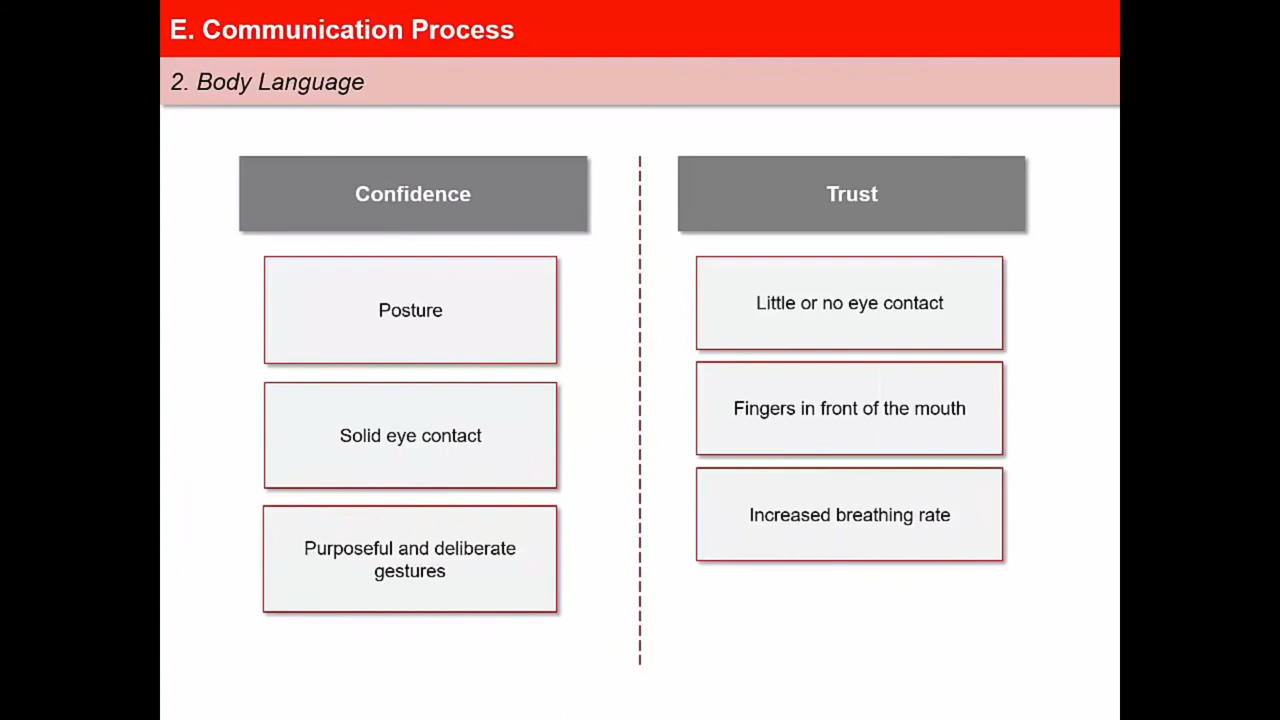 E. Communication Process
2. Body Language
Confidence
Posture
Solid eye contact
Purposeful and deliberate
gestures
Trust
Little or no eye contact
Fingers in front of the mouth
Increased breathing rate